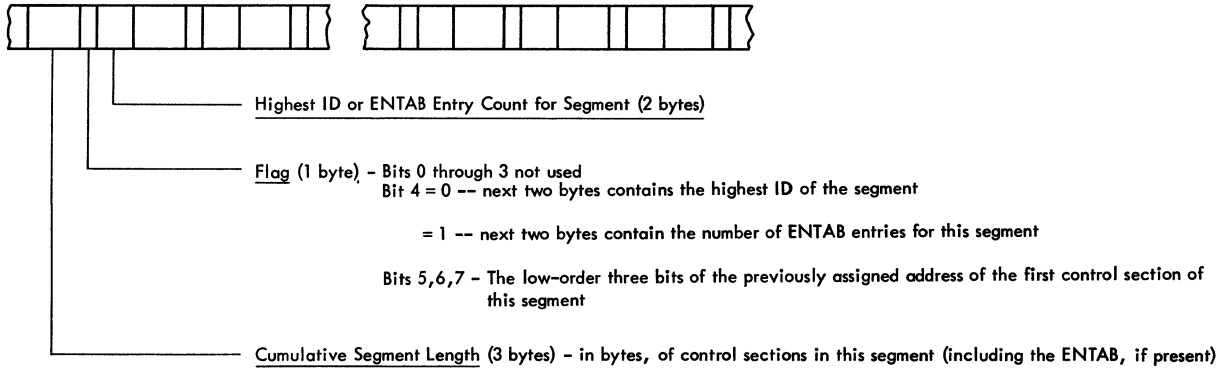 Highest ID or ENTAB Entry Count for Segment (2 bytes)
Flag (1 byte) - Bits 0 through 3 not used
Bit 4 = 0 -- next two bytes contains the highest ID of the segment
= 1 -- next two bytes contain the number of ENTAB entries for this segment
Bits 5,6,7 - The low-order three bits of the previously assigned address of the first control section of
this segment
Cumulative Segment Length (3 bytes) - in bytes, of control sections in this segment (including the ENTAB, if present)